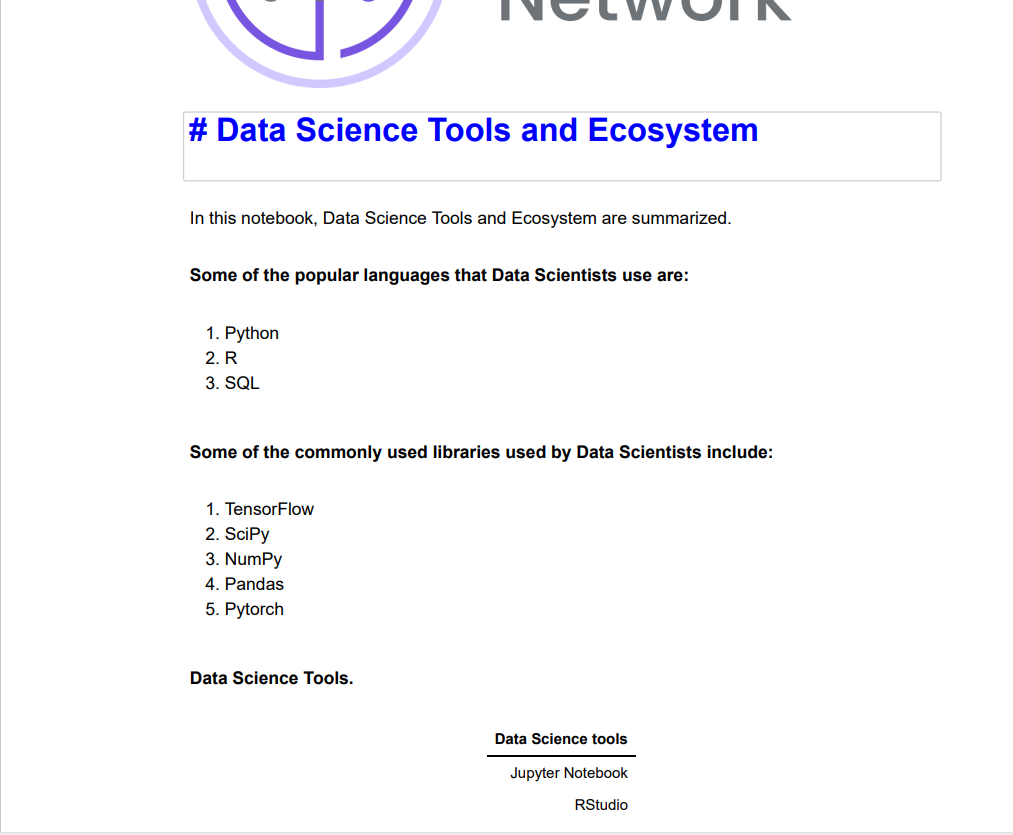 Network
# Data Science Tools and Ecosystem
In this notebook, Data Science Tools and Ecosystem are summarized.
Some of the popular languages that Data Scientists use are:
1. Python
2. R
3. SQL
Some of the commonly used libraries used by Data Scientists include:
1. TensorFlow
2. SciPy
3. NumPy
4. Pandas
5. Pytorch
Data Science Tools.
Data Science tools
Jupyter Notebook
RStudio